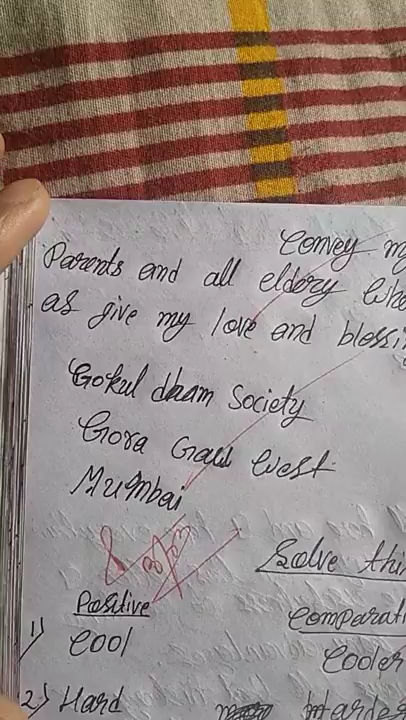 Convey my
Parents and all eldery whe
as give my love and blessi
Gokul dham Society
Gora Gaw West.
Mumbai
Solve thi
Positive Comparati
1) Cool Cooler
2) Hard Harder